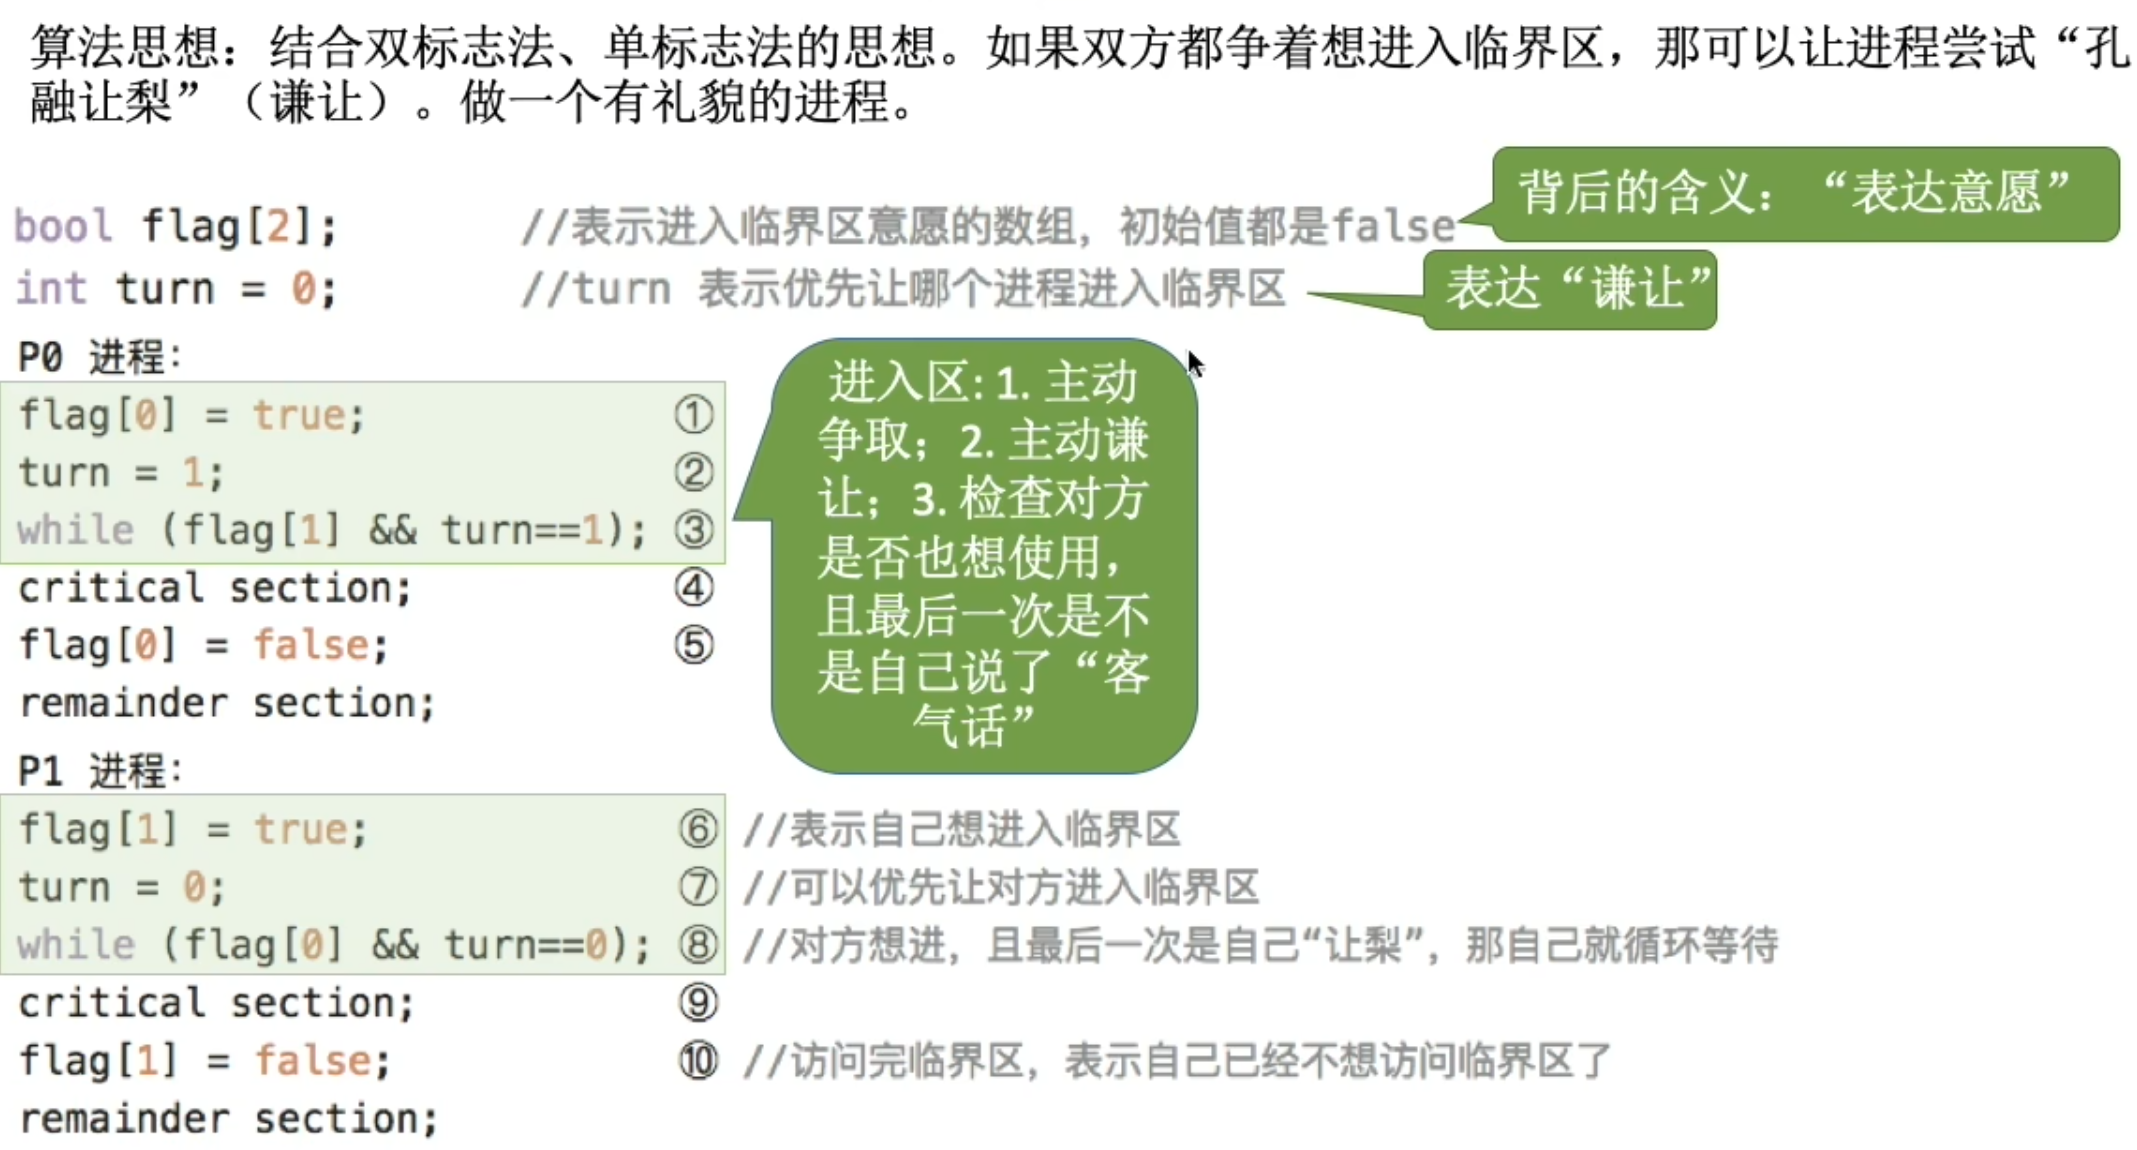 算法思想：结合双标志法、单标志法的思想。如果双方都争着想进入临界区，那可以让进程尝试“孔
融让梨”（谦让）。做一个有礼貌的进程。
背后的含义：“表达意愿”
bool flag[2]; //表示进入临界区意愿的数组，初始值都是false
int turn = 0; //turn 表示优先让哪个进程进入临界区
表达“谦让”
P0 进程：
flag[0] = true; ①
turn = 1; ②
while (flag[1] && turn==1); ③
critical section; ④
flag[0] = false; ⑤
remainder section;
进入区: 1. 主动
争取；2. 主动谦
让；3. 检查对方
是否也想使用，
且最后一次是不
是自己说了“客
气话”
P1 进程：
flag[1] = true; ⑥ //表示自己想进入临界区
turn = 0; ⑦ //可以优先让对方进入临界区
while (flag[0] && turn==0); ⑧ //对方想进，且最后一次是自己“让梨”，那自己就循环等待
critical section; ⑨
flag[1] = false; ⑩ //访问完临界区，表示自己已经不想访问临界区了
remainder section;